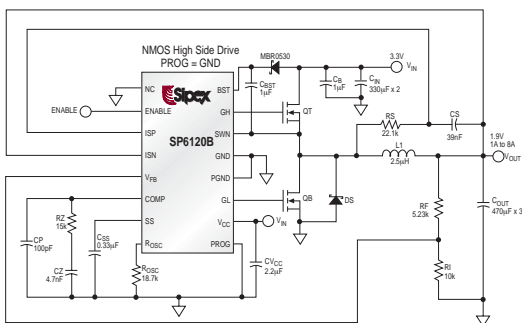 NMOS High Side Drive
PROG = GND
MBR0530
3.3V
VIN
NC
Sipex
BST
CBST
1µF
CB
1µF
CIN
330µF x 2
ENABLE
ENABLE
GH
QT
RS
22.1k
CS
39nF
ISP
SWN
SP6120B
L1
2.5µH
1.9V
1A to 8A
VOUT
ISN
GND
VFB
PGND
COMP
GL
QB
DS
RF
5.23k
COUT
470µF x 3
RZ
15k
CP
100pF
CSS
0.33µF
SS
VCC
VIN
CZ
4.7nF
ROSC
PROG
ROSC
18.7k
CVCC
2.2µF
RI
10k